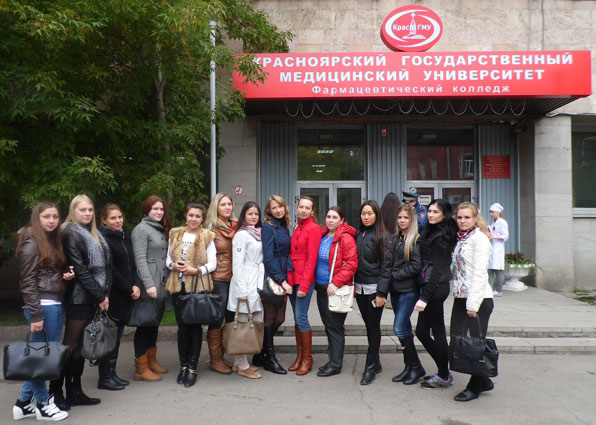 КрасГМУ
КРАСНОЯРСКИЙ ГОСУДАРСТВЕННЫЙ
МЕДИЦИНСКИЙ УНИВЕРСИТЕТ
Фармацевтический колледж